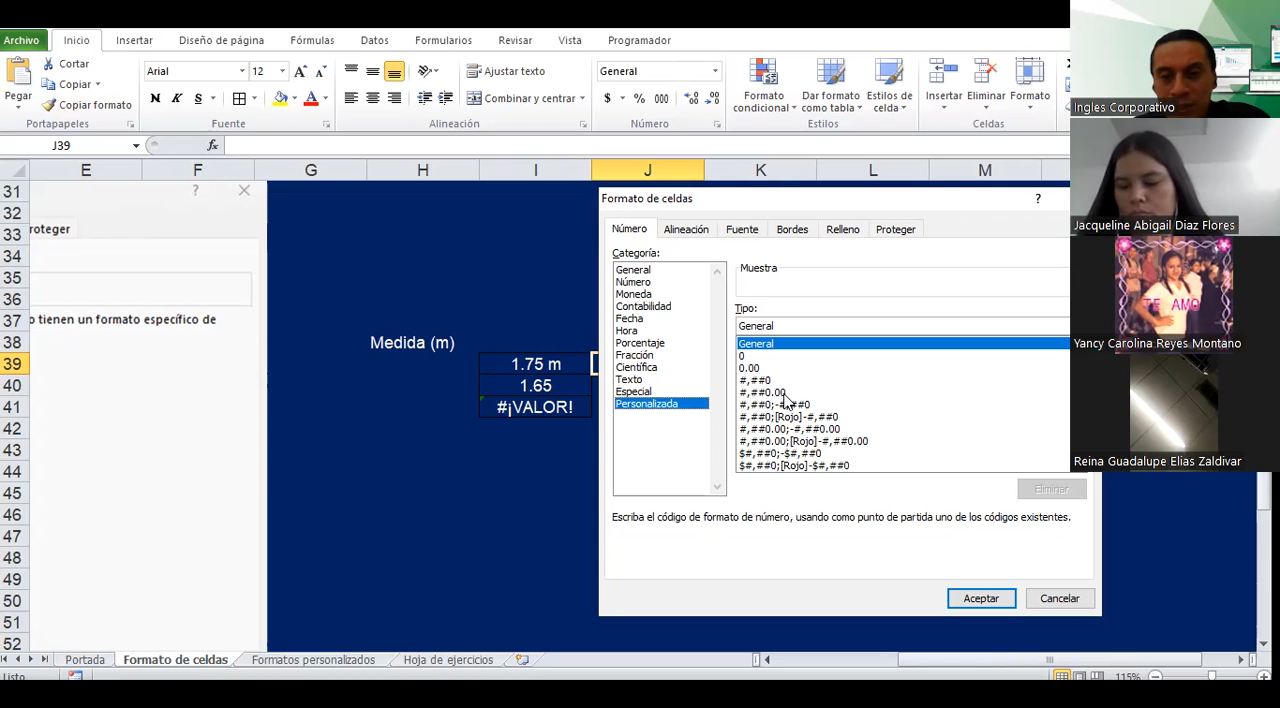 Archivo Inicio Insertar Diseño de página Fórmulas Datos Formularios Revisar Vista Programador
Pegar
Cortar
Copiar
Copiar formato
Portapapeles
Arial 12
N K S
Fuente
Ajustar texto
Combinar y centrar
Alineación
General
$ % 000
Número
Formato condicional
Dar formato como tabla
Estilos de celda
Estilos
Insertar Eliminar Formato
Celdas
J39 fx
E F G H I J K L M
31
32
33
34
35
36
37
38
39
40
41
42
43
44
45
46
47
48
49
50
51
52
?
roteger
o tienen un formato específico de
Medida (m)
1.75 m
1.65
#¡VALOR!
Formato de celdas ?
Número Alineación Fuente Bordes Relleno Proteger
Categoría:
General
Número
Moneda
Contabilidad
Fecha
Hora
Porcentaje
Fracción
Científica
Texto
Especial
Personalizada
Muestra
Tipo:
General
General
0
0.00
#,##0
#,##0.00
#,##0;-#,##0
#,##0;[Rojo]-#,##0
#,##0.00;-#,##0.00
#,##0.00;[Rojo]-#,##0.00
$#,##0;-$#,##0
$#,##0;[Rojo]-$#,##0
Eliminar
Escriba el código de formato de número, usando como punto de partida uno de los códigos existentes.
Aceptar Cancelar
Portada Formato de celdas Formatos personalizados Hoja de ejercicios
Listo 115%
Ingles Corporativo
Jacqueline Abigail Diaz Flores
TE AMO
Yancy Carolina Reyes Montano
Reina Guadalupe Elias Zaldivar